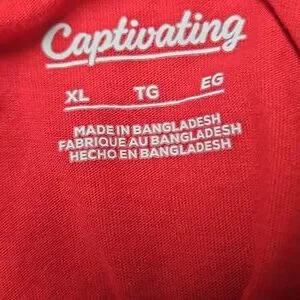 Captivating
XL TG EG
MADE IN BANGLADESH
FABRIQUE AU BANGLADESH
HECHO EN BANGLADESH